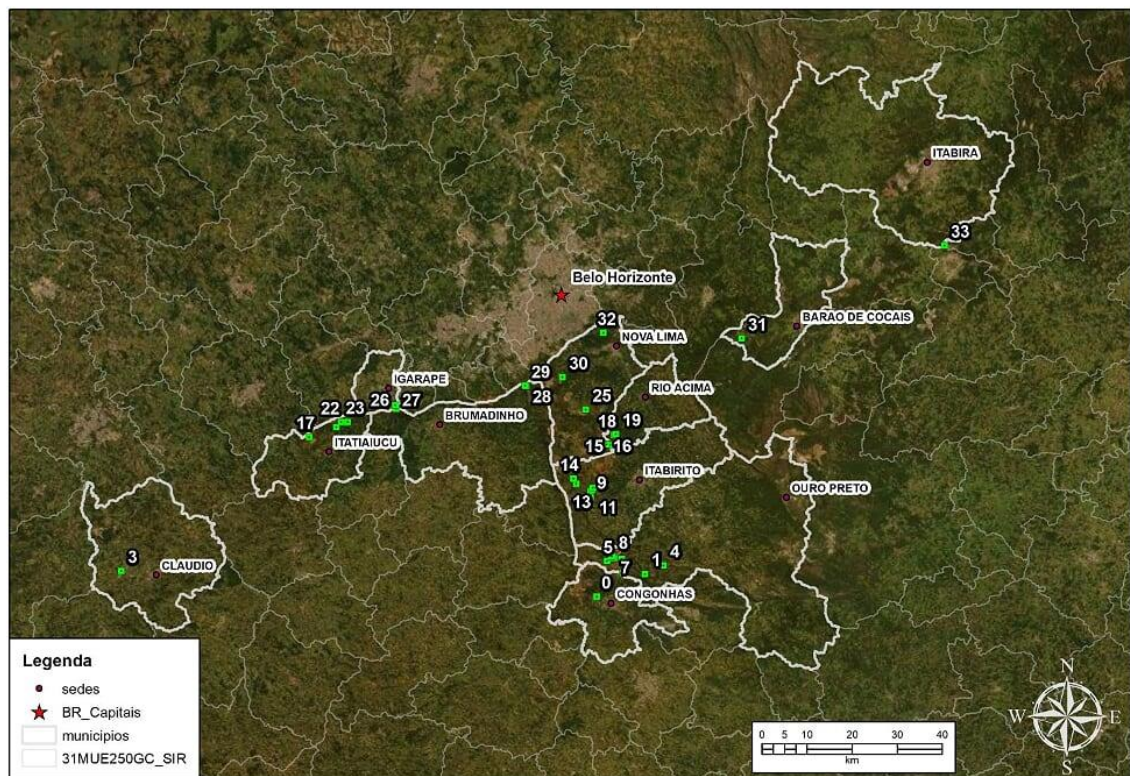 ITABIRA
33
Belo Horizonte
32
NOVA LIMA
31
BARAO DE COCAIS
IGARAPE
29
30
28
RIO ACIMA
26
27
25
22
23
17
BRUMADINHO
18
19
ITATIAIUCU
15
16
14
9
ITABIRITO
13
11
OURO PRETO
5
8
7
1
4
3
CLAUDIO
0
CONGONHAS
Legenda
sedes
BR_Capitais
municipios
31MUE250GC_SIR
0 5 10 20 30 40
km
N
W
E
S